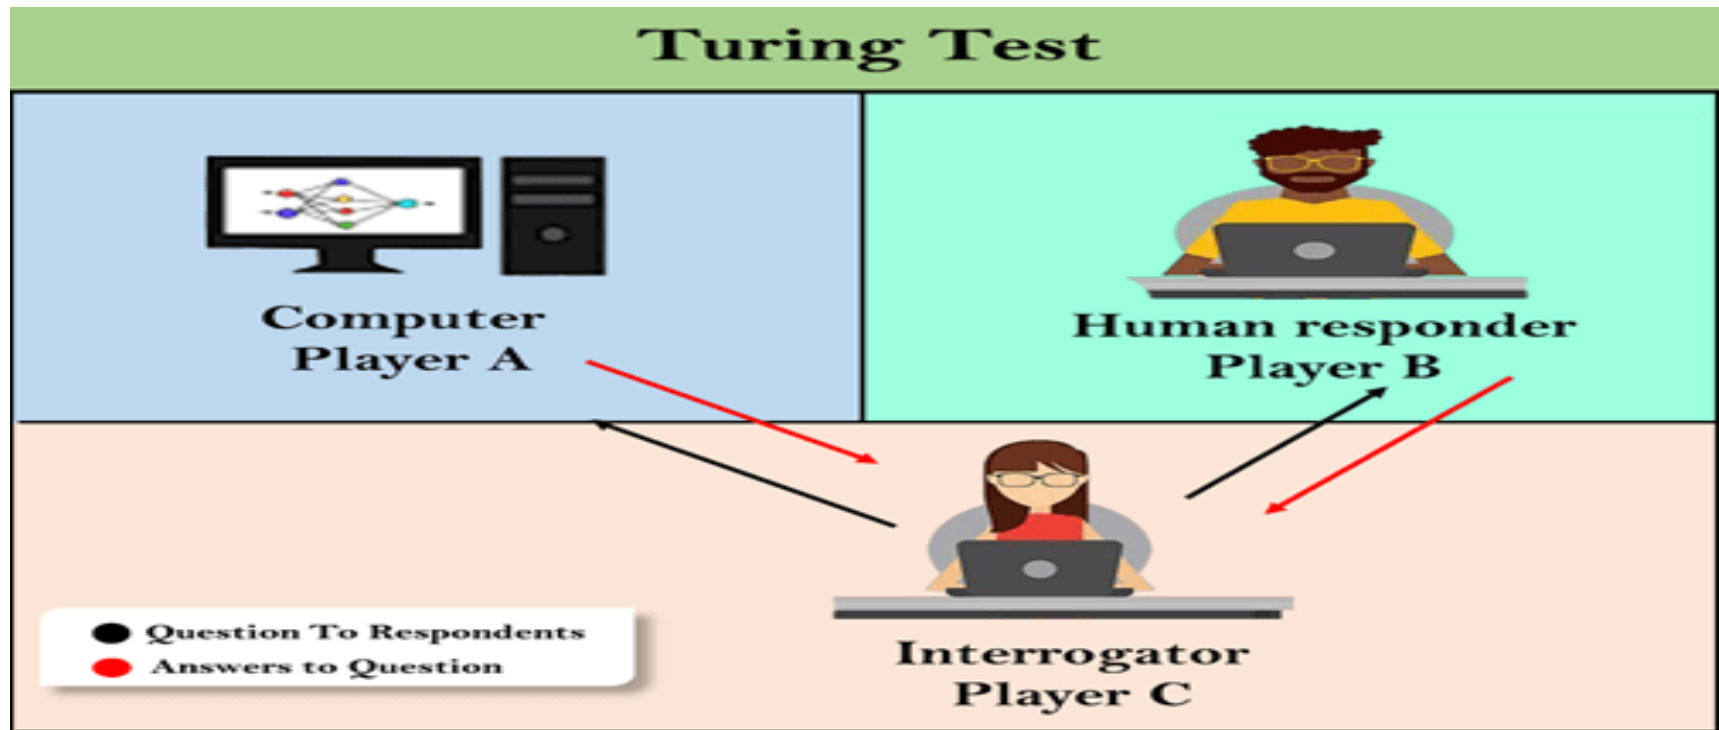 Turing Test
Computer
Player A
Human responder
Player B
Question To Respondents
Answers to Question
Interrogator
Player C